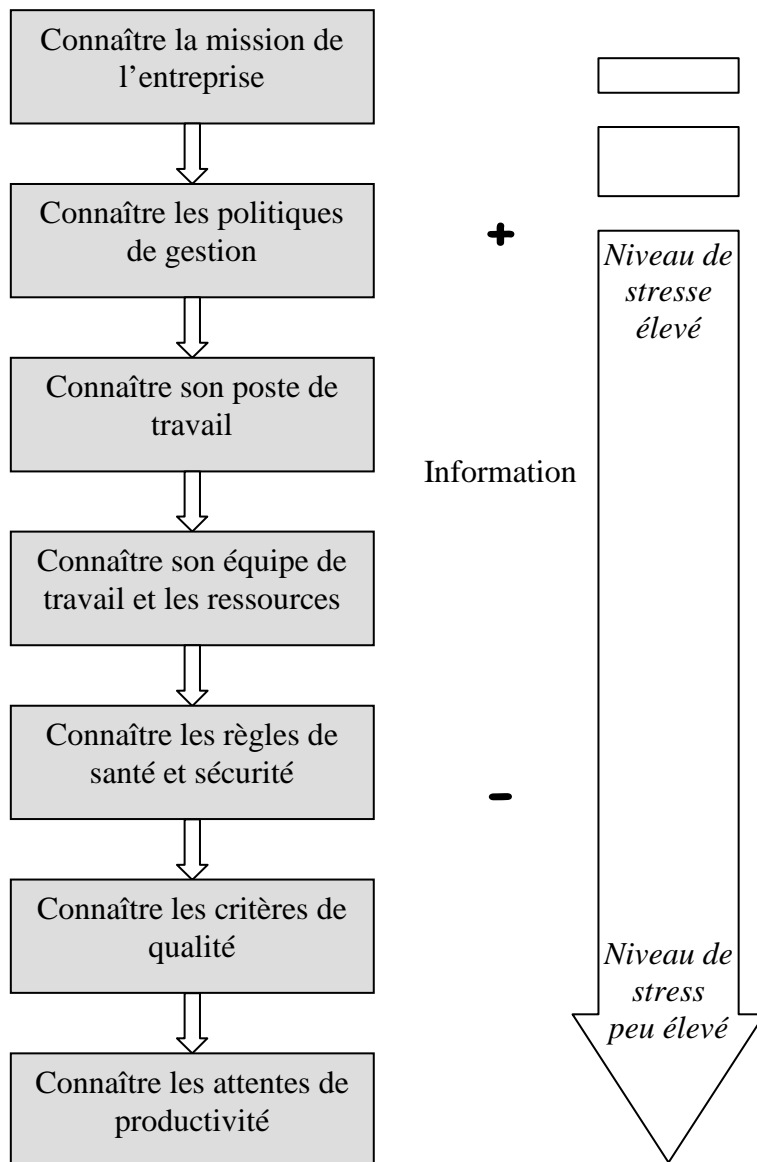 Connaître la mission de
l’entreprise
Connaître les politiques
de gestion
Connaître son poste de
travail
Connaître son équipe de
travail et les ressources
Connaître les règles de
santé et sécurité
Connaître les critères de
qualité
Connaître les attentes de
productivité
+
Information
-
Niveau de
stresse
élevé
Niveau de
stress
peu élevé